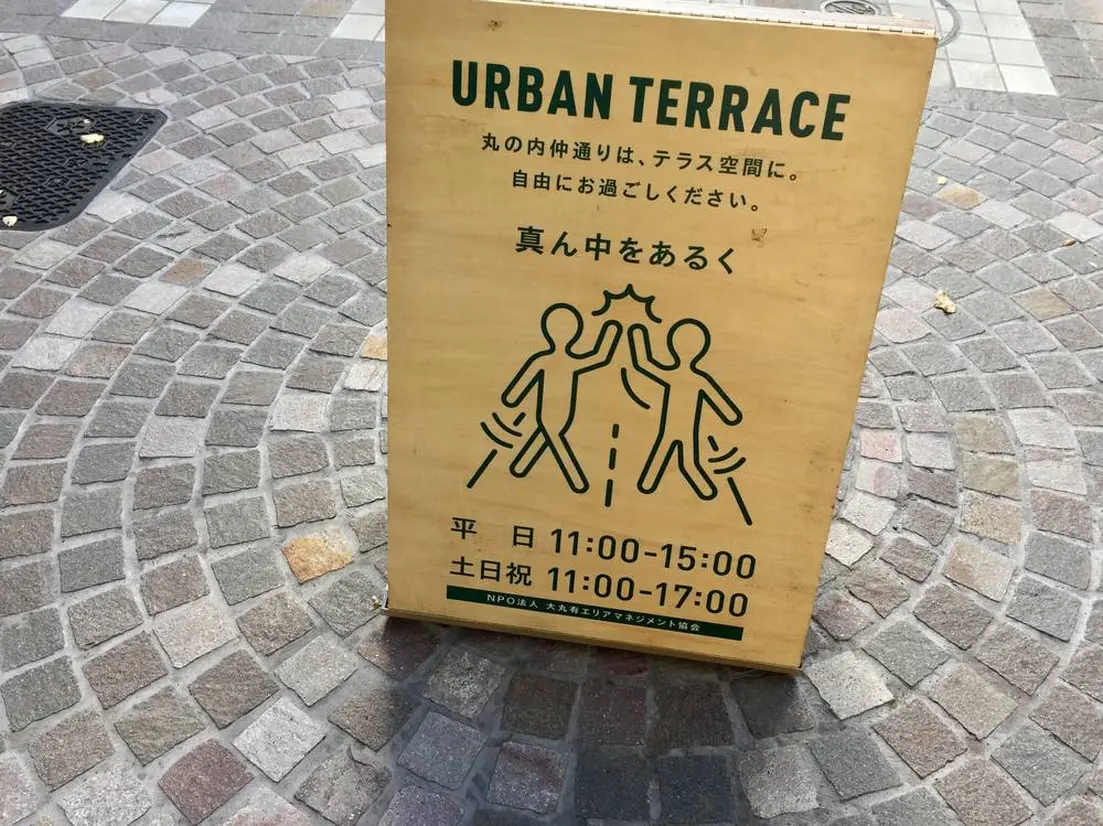 URBAN TERRACE
丸の内仲通りは、テラス空間に。
自由にお過ごしください。
真ん中をあるく
平 日 11:00-15:00
土日祝 11:00-17:00
NPO法人 大丸有エリアマネジメント協会